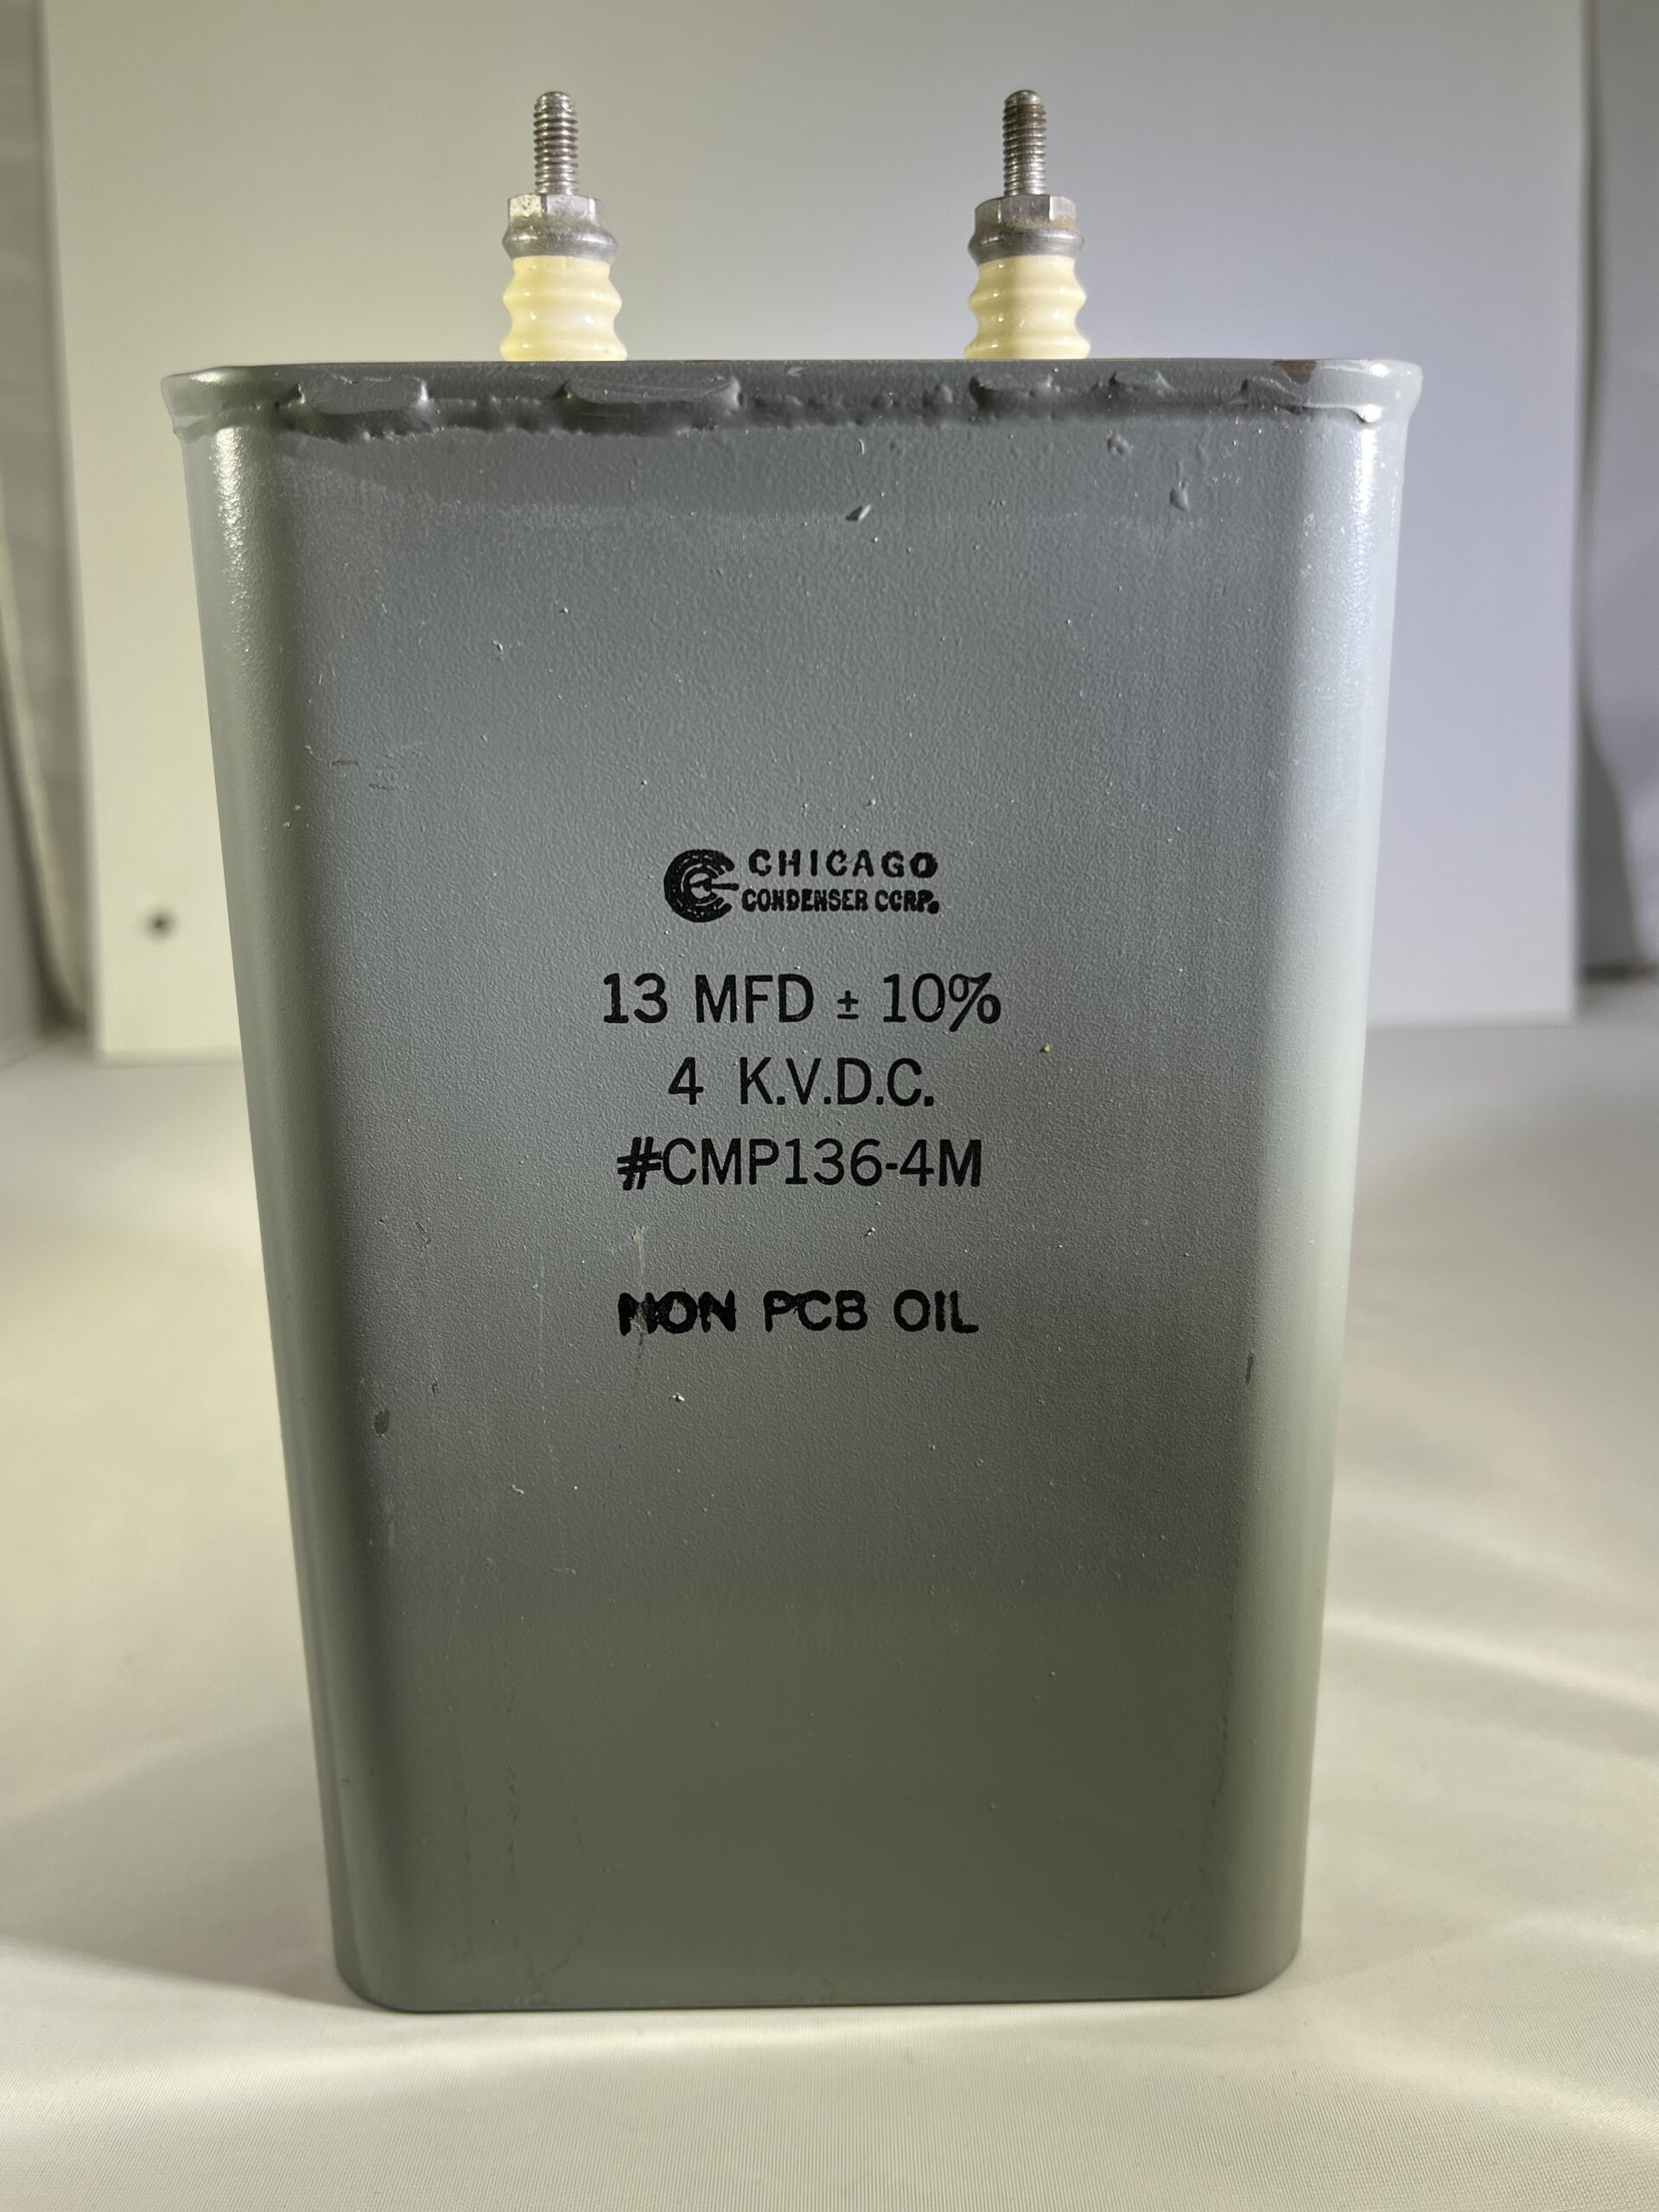 CHICAGO
CONDENSER CORP.
13 MFD ± 10%
4 K.V.D.C.
#CMP136-4M
NON PCB OIL